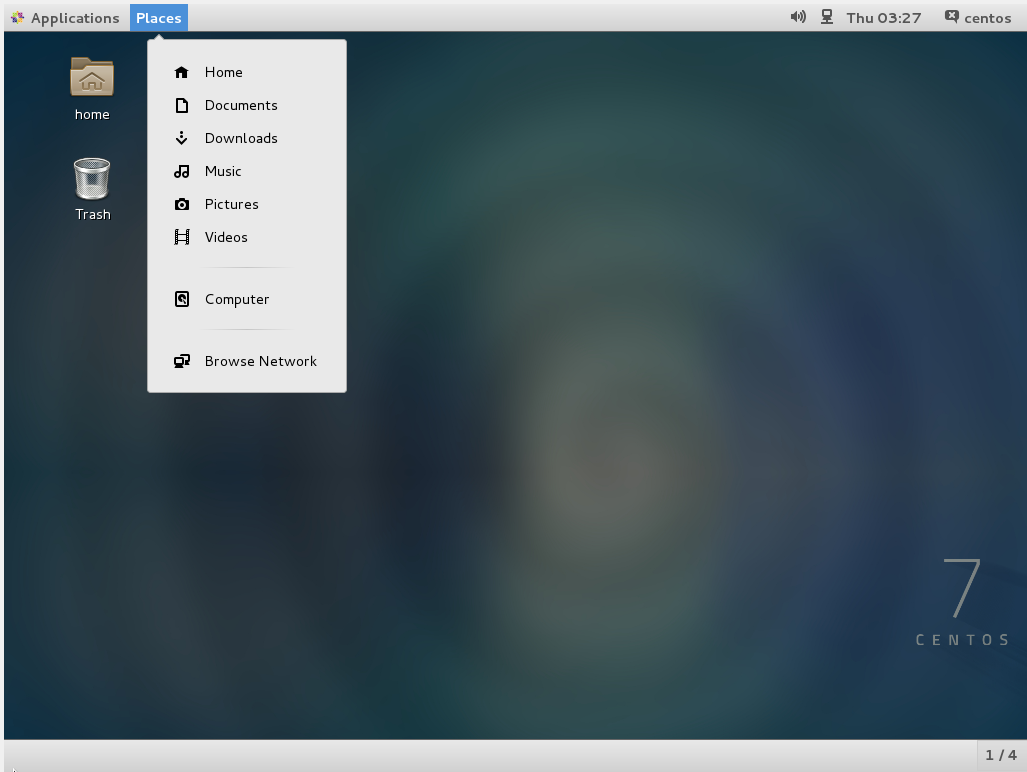 Applications Places Thu 03:27 centos
home
Trash
Home
Documents
Downloads
Music
Pictures
Videos
Computer
Browse Network
7
CENTOS
1 / 4